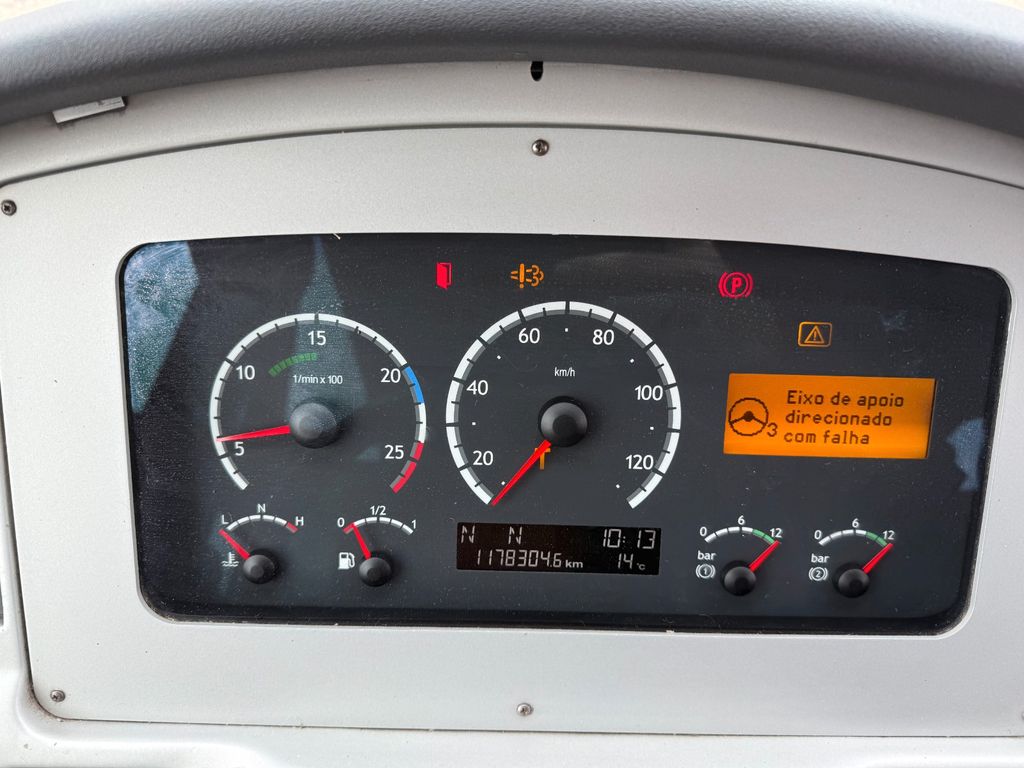 P
15
10
20
1/min x 100
5
25
60
80
40
km/h
100
20
120
Eixo de apoio
direcionado
3
com falha
L
N
H
0
1/2
1
N N 10:13
1178304.6 km 14 °C
0
6
12
bar
1
0
6
12
bar
2